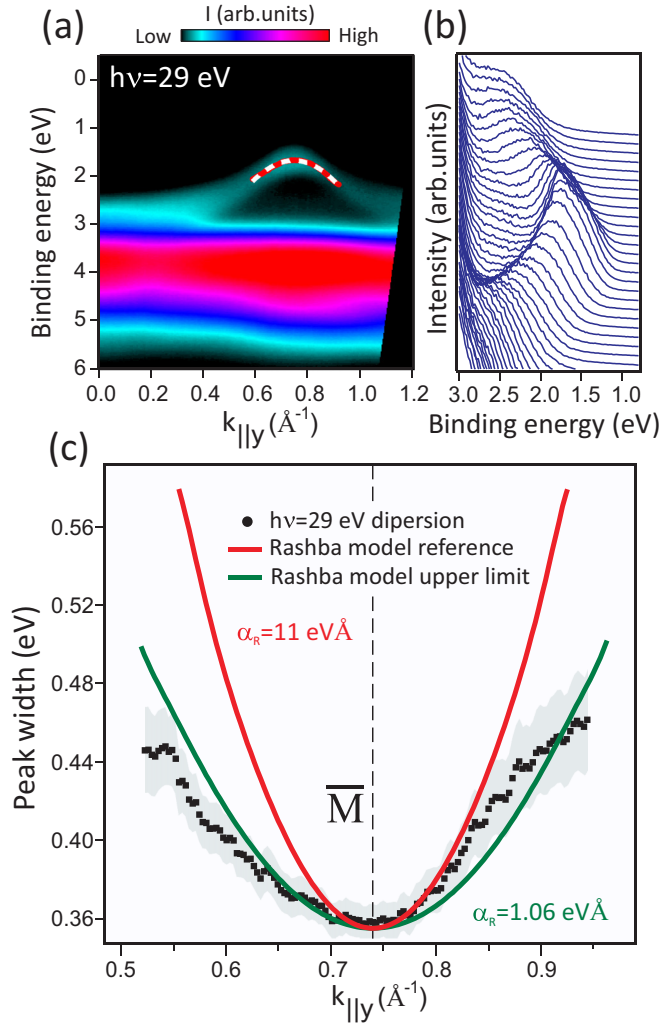 (a)
I (arb.units)
Low
High
hν=29 eV
Binding energy (eV)
0
1
2
3
4
5
6
0.0
0.2
0.4
0.6
0.8
1.0
1.2
k||y (Å-1)
(b)
Intensity (arb.units)
3.0
2.5
2.0
1.5
1.0
Binding energy (eV)
(c)
hν=29 eV dipersion
Rashba model reference
Rashba model upper limit
αR=11 eVÅ
M
αR=1.06 eVÅ
Peak width (eV)
0.56
0.52
0.48
0.44
0.40
0.36
0.5
0.6
0.7
0.8
0.9
k||y (Å-1)